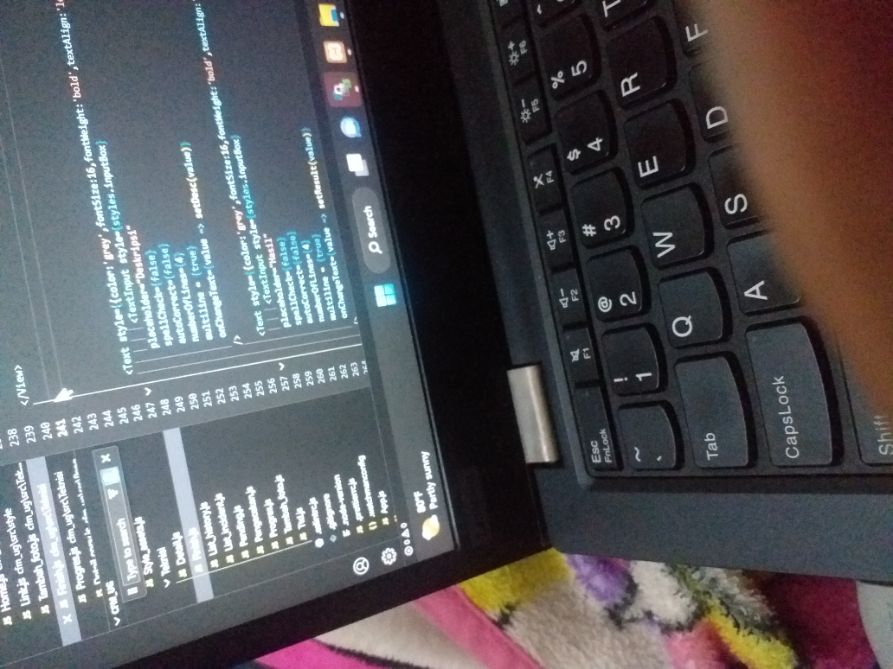 Home.js cfm_ug\src
Link.js cfm_ug\src\style
Tambah_foto.js cfm_ug\src\Tek...
Finish.js cfm_ug\src\Teknisi
Progres.js cfm_ug\src\Teknisi
Type to search
Style_assets.js
Teknisi
Detail.js
Finish.js
List_history.js
List_incident.js
Pending.js
Pengecekan.js
Progres.js
Tambah_foto.js
Ttd.js
.eslintrc.js
.gitignore
.node-version
.prettierrc.js
.watchmanconfig
App.js
0 0
238
239 </View>
240
241
242
243
244 <Text style={{color:'grey',fontSize:16,fontWeight:'bold',textAlign:
245 <TextInput style={styles.inputBox}
246 placeholder="Deskripsi"
247 spellCheck={false}
248 autoCorrect={false}
249 numberOfLines={4}
250 multiline = {true}
251 onChangeText={value => setDesc(value)}
252 />
253
254 <Text style={{color:'grey',fontSize:16,fontWeight:'bold',textAlign:
255 <TextInput style={styles.inputBox}
256 placeholder="Hasil"
257 spellCheck={false}
258 autoCorrect={false}
259 numberOfLines={4}
260 multiline = {true}
261 onChangeText={value => setResult(value)}
262
263
80°F
Partly sunny
Search
Esc
FnLock
F1
F2
F3
F4
F5
F6
~ `
! 1
@ 2
# 3
$ 4
% 5
Tab
Q
W
E
R
T
CapsLock
A
S
D
F
Shift